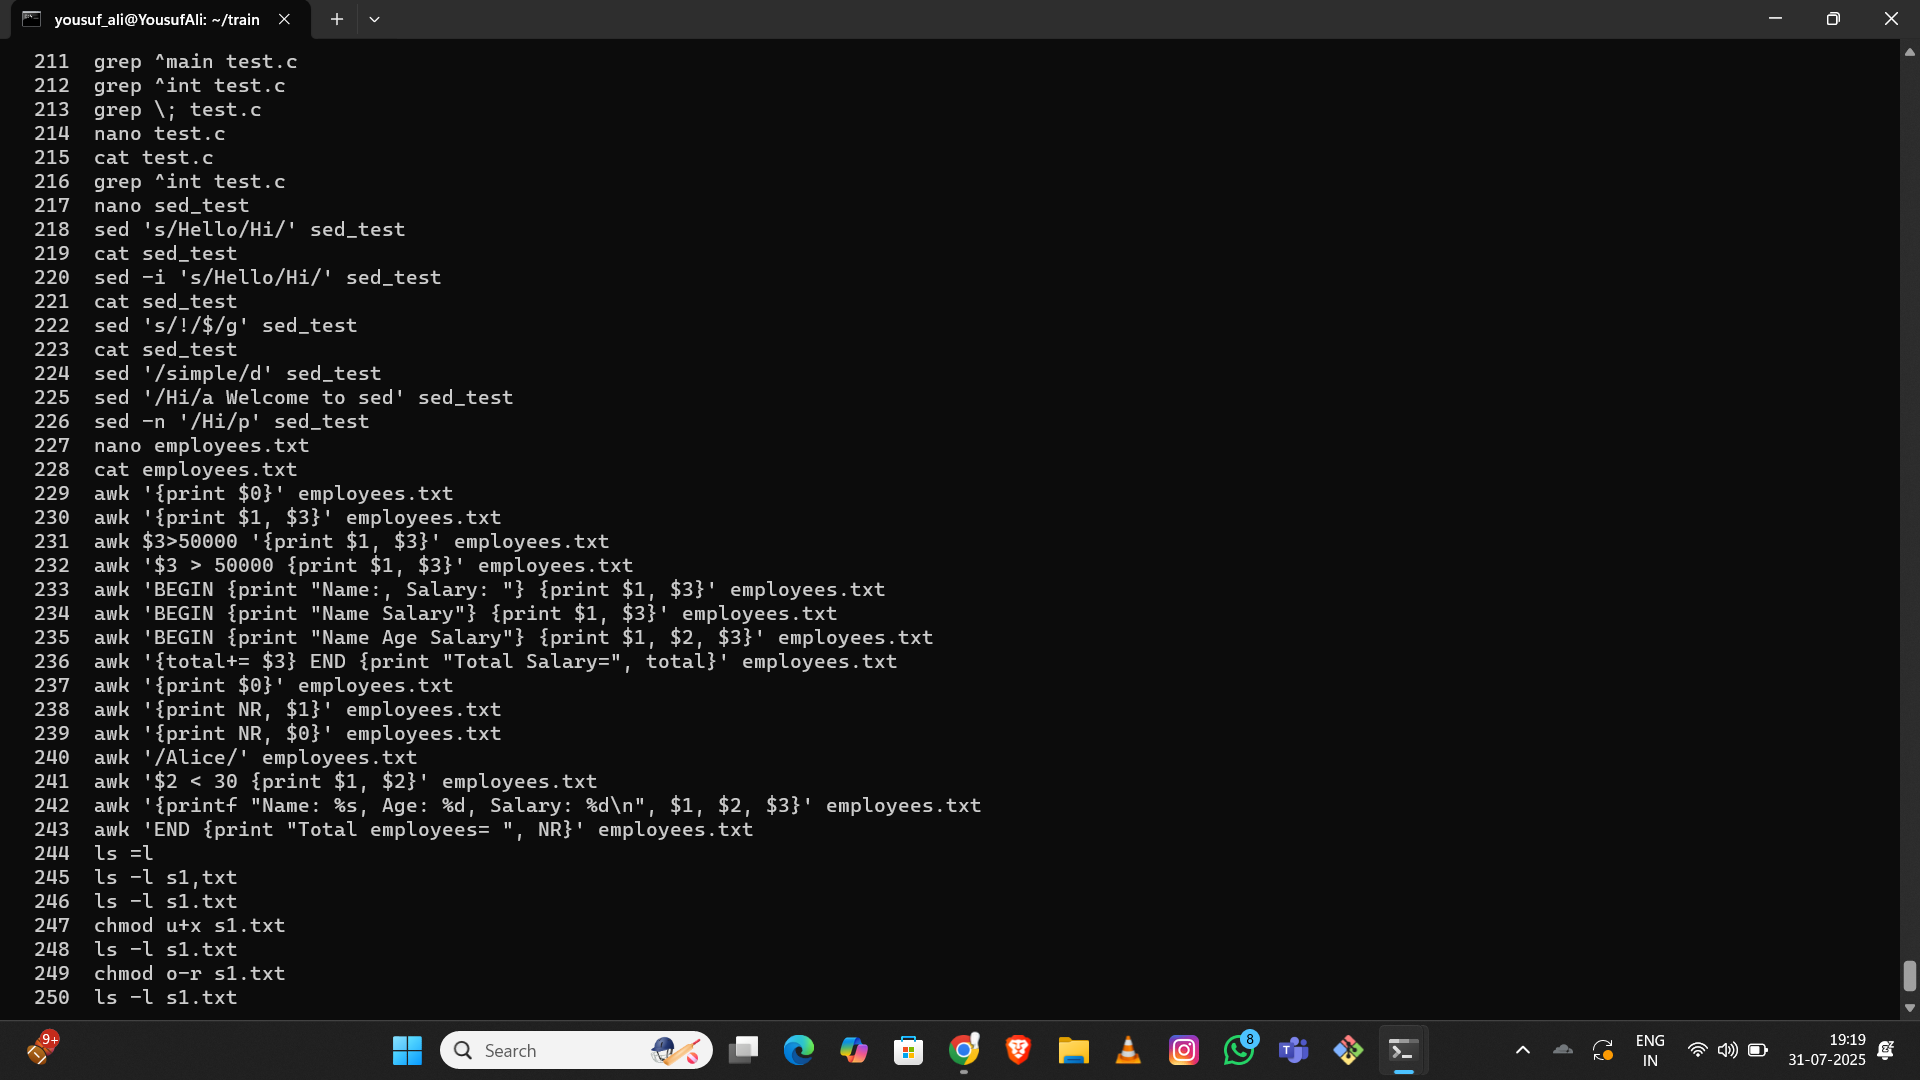 yousuf_ali@YousufAli: ~/train
211 grep ^main test.c
212 grep ^int test.c
213 grep \; test.c
214 nano test.c
215 cat test.c
216 grep ^int test.c
217 nano sed_test
218 sed 's/Hello/Hi/' sed_test
219 cat sed_test
220 sed -i 's/Hello/Hi/' sed_test
221 cat sed_test
222 sed 's/!/$/g' sed_test
223 cat sed_test
224 sed '/simple/d' sed_test
225 sed '/Hi/a Welcome to sed' sed_test
226 sed -n '/Hi/p' sed_test
227 nano employees.txt
228 cat employees.txt
229 awk '{print $0}' employees.txt
230 awk '{print $1, $3}' employees.txt
231 awk $3>50000 '{print $1, $3}' employees.txt
232 awk '$3 > 50000 {print $1, $3}' employees.txt
233 awk 'BEGIN {print "Name:, Salary: "} {print $1, $3}' employees.txt
234 awk 'BEGIN {print "Name Salary"} {print $1, $3}' employees.txt
235 awk 'BEGIN {print "Name Age Salary"} {print $1, $2, $3}' employees.txt
236 awk '{total+= $3} END {print "Total Salary=", total}' employees.txt
237 awk '{print $0}' employees.txt
238 awk '{print NR, $1}' employees.txt
239 awk '{print NR, $0}' employees.txt
240 awk '/Alice/' employees.txt
241 awk '$2 < 30 {print $1, $2}' employees.txt
242 awk '{printf "Name: %s, Age: %d, Salary: %d\n", $1, $2, $3}' employees.txt
243 awk 'END {print "Total employees= ", NR}' employees.txt
244 ls =l
245 ls -l s1,txt
246 ls -l s1.txt
247 chmod u+x s1.txt
248 ls -l s1.txt
249 chmod o-r s1.txt
250 ls -l s1.txt
9+
Search
8
ENG
IN
19:19
31-07-2025